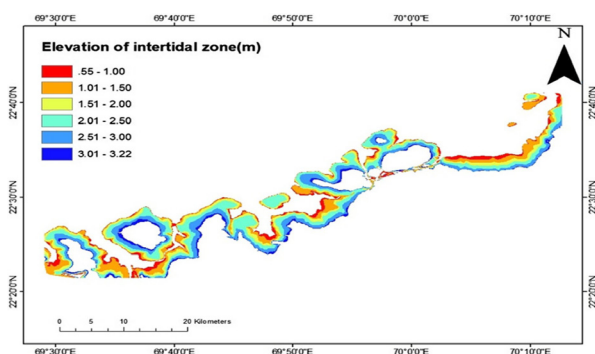 69°30'0"E 69°40'0"E 69°50'0"E 70°0'0"E 70°10'0"E
N
Elevation of intertidal zone(m)
.55 - 1.00
1.01 - 1.50
1.51 - 2.00
2.01 - 2.50
2.51 - 3.00
3.01 - 3.22
22°40'0"N 22°40'0"N
22°30'0"N 22°30'0"N
22°20'0"N 22°20'0"N
0 5 10 20 Kilometers
69°30'0"E 69°40'0"E 69°50'0"E 70°0'0"E 70°10'0"E